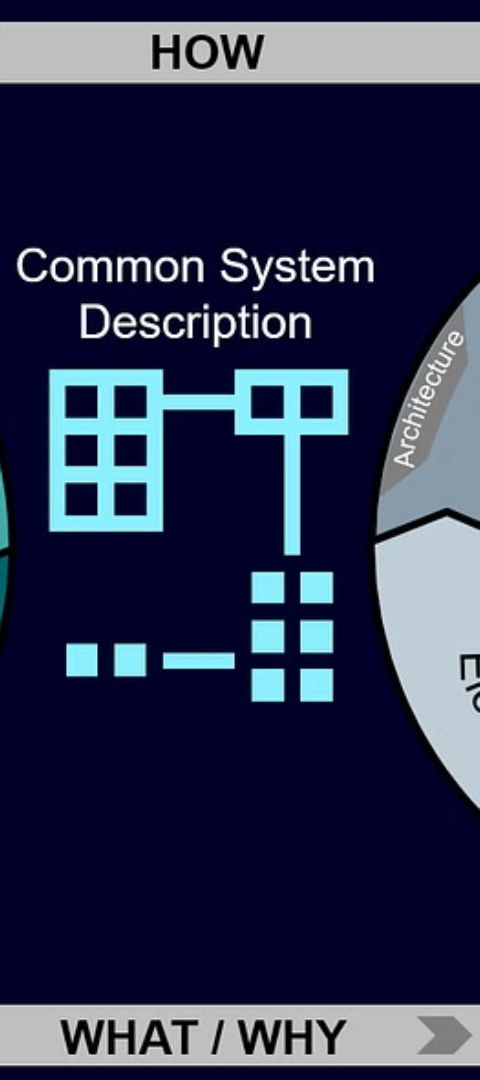 HOW
Common System
Description
Architecture
WHAT / WHY